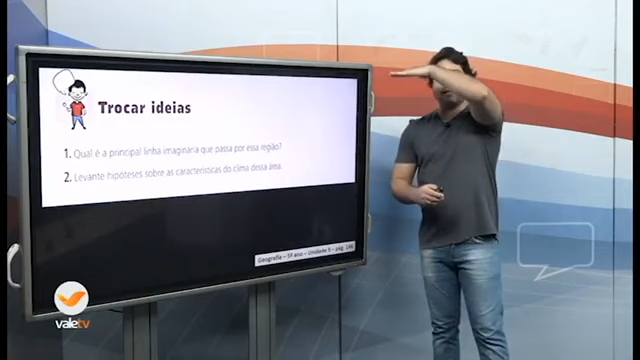 Trocar ideias
1. Qual é a principal linha imaginária que passa por essa região?
2. Levante hipóteses sobre as características do clima dessa área.
Geografia – 5º ano – Unidade 8 – pág. 146
valetv